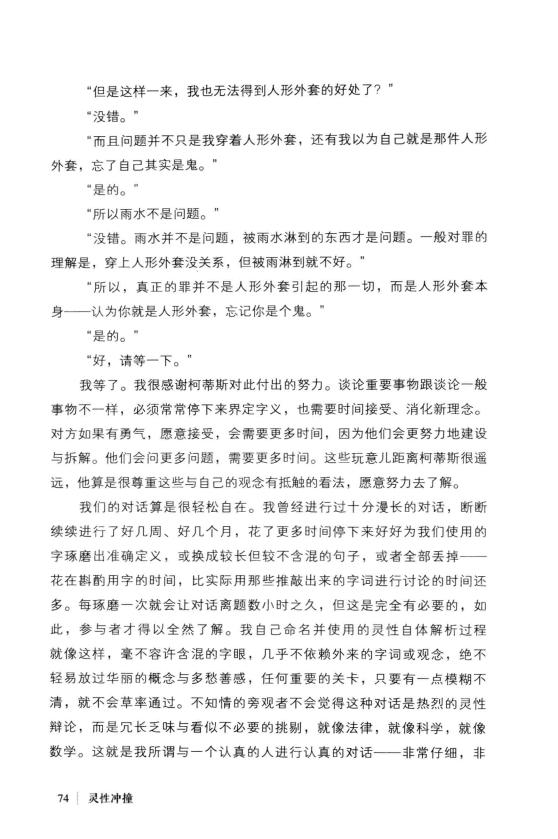 “但是这样一来，我也无法得到人形外套的好处了？”
“没错。”
“而且问题并不只是我穿着人形外套，还有我以为自己就是那件人形
外套，忘了自己其实是鬼。”
“是的。”
“所以雨水不是问题。”
“没错。雨水并不是问题，被雨水淋到的东西才是问题。一般对罪的
理解是，穿上人形外套没关系，但被雨淋到就不好。”
“所以，真正的罪并不是人形外套引起的那一切，而是人形外套本
身——认为你就是人形外套，忘记你是个鬼。”
“是的。”
“好，请等一下。”
我等了。我很感谢柯蒂斯对此付出的努力。谈论重要事物跟谈论一般
事物不一样，必须常常停下来界定字义，也需要时间接受、消化新理念。
对方如果有勇气，愿意接受，会需要更多时间，因为他们会更努力地建设
与拆解。他们会问更多问题，需要更多时间。这些玩意儿距离柯蒂斯很遥
远，他算是很尊重这些与自己的观念有抵触的看法，愿意努力去了解。
我们的对话算是很轻松自在。我曾经进行过十分漫长的对话，断断
续续进行了好几周、好几个月，花了更多时间停下来好好为我们使用的
字琢磨出准确定义，或换成较长但较不含混的句子，或者全部丢掉——
花在斟酌用字的时间，比实际用那些推敲出来的字词进行讨论的时间还
多。每琢磨一次就会让对话离题数小时之久，但这是完全有必要的，如
此，参与者才得以全然了解。我自己命名并使用的灵性自体解析过程
就像这样，毫不容许含混的字眼，几乎不依赖外来的字词或观念，绝不
轻易放过华丽的概念与多愁善感，任何重要的关卡，只要有一点模糊不
清，就不会草率通过。不知情的旁观者不会觉得这种对话是热烈的灵性
辩论，而是冗长乏味与看似不必要的挑剔，就像法律，就像科学，就像
数学。这就是我所谓与一个认真的人进行认真的对话——非常仔细，非
74 灵性冲撞